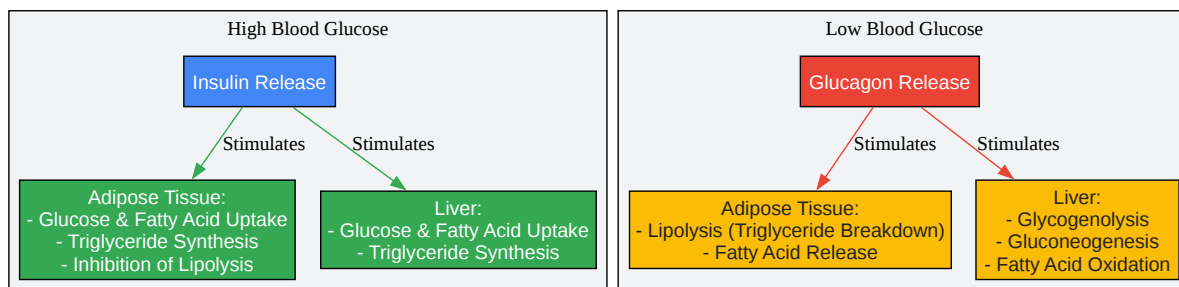 High Blood Glucose
Insulin Release
Stimulates
Stimulates
Adipose Tissue:
- Glucose & Fatty Acid Uptake
- Triglyceride Synthesis
- Inhibition of Lipolysis
Liver:
- Glucose & Fatty Acid Uptake
- Triglyceride Synthesis
Low Blood Glucose
Glucagon Release
Stimulates
Stimulates
Adipose Tissue:
- Lipolysis (Triglyceride Breakdown)
- Fatty Acid Release
Liver:
- Glycogenolysis
- Gluconeogenesis
- Fatty Acid Oxidation